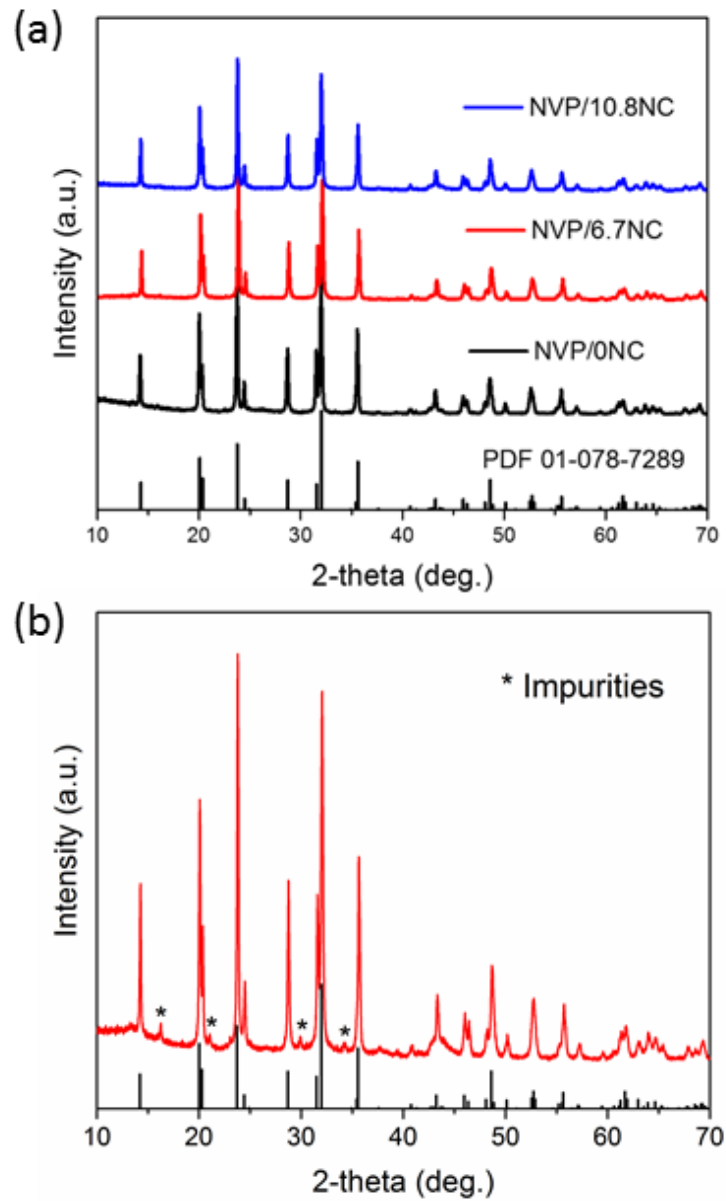 (a)
Intensity (a.u.)
NVP/10.8NC
NVP/6.7NC
NVP/0NC
PDF 01-078-7289
10 20 30 40 50 60 70
2-theta (deg.)
(b)
Intensity (a.u.)
* Impurities
* * * *
10 20 30 40 50 60 70
2-theta (deg.)